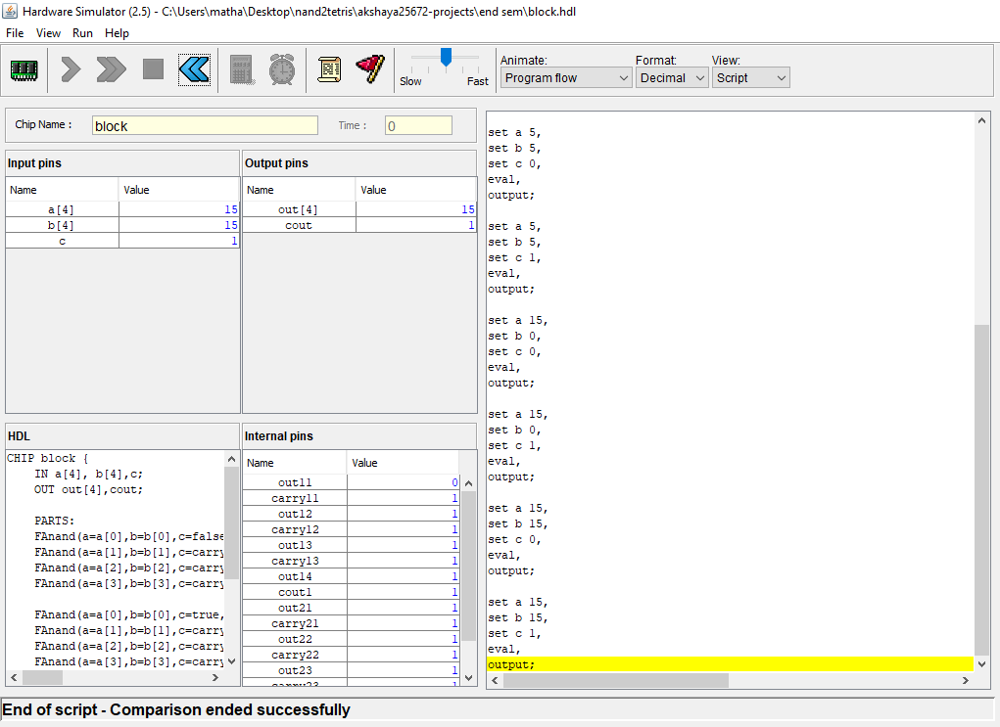 Hardware Simulator (2.5) - C:\Users\matha\Desktop\nand2tetris\akshaya25672-projects\end sem\block.hdl
File View Run Help
Slow Fast
Animate: Format: View:
Program flow Decimal Script
Chip Name : block Time : 0
Input pins
Name Value
a[4] 15
b[4] 15
c 1
Output pins
Name Value
out[4] 15
cout 1
HDL
CHIP block {
IN a[4], b[4],c;
OUT out[4],cout;
PARTS:
FAnand(a=a[0],b=b[0],c=false
FAnand(a=a[1],b=b[1],c=carry
FAnand(a=a[2],b=b[2],c=carry
FAnand(a=a[3],b=b[3],c=carry
FAnand(a=a[0],b=b[0],c=true,
FAnand(a=a[1],b=b[1],c=carry
FAnand(a=a[2],b=b[2],c=carry
FAnand(a=a[3],b=b[3],c=carry
Internal pins
Name Value
out11 0
carry11 1
out12 1
carry12 1
out13 1
carry13 1
out14 1
cout1 1
out21 1
carry21 1
out22 1
carry22 1
out23 1
carry23 1
set a 5,
set b 5,
set c 0,
eval,
output;
set a 5,
set b 5,
set c 1,
eval,
output;
set a 15,
set b 0,
set c 0,
eval,
output;
set a 15,
set b 0,
set c 1,
eval,
output;
set a 15,
set b 15,
set c 0,
eval,
output;
set a 15,
set b 15,
set c 1,
eval,
output;
End of script - Comparison ended successfully